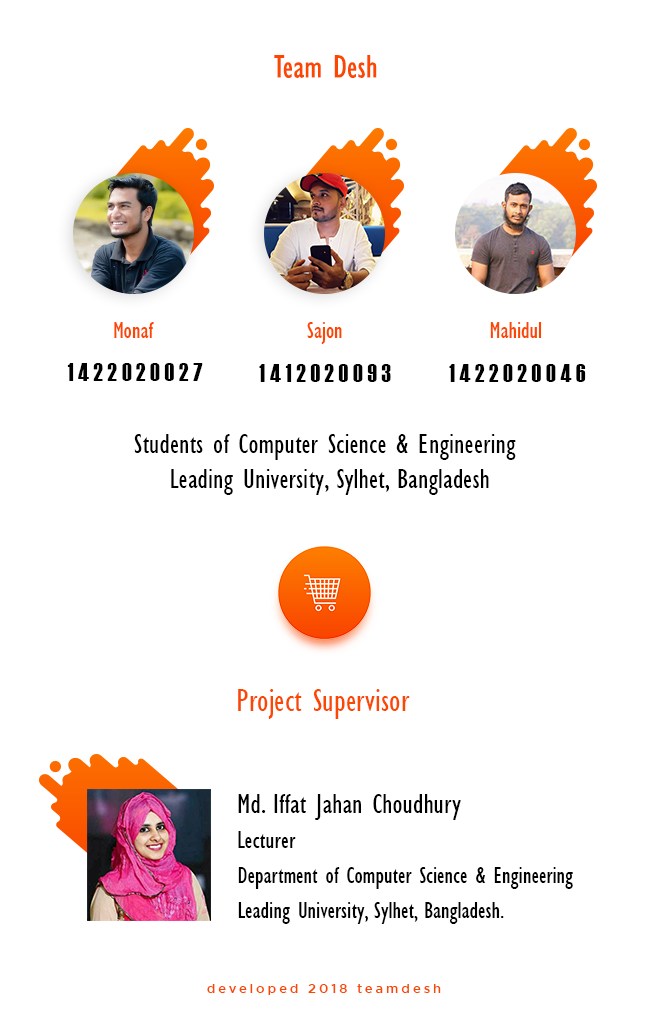 Team Desh
Monaf
Sajon
Mahidul
1422020027
1412020093
1422020046
Students of Computer Science & Engineering
Leading University, Sylhet, Bangladesh
Project Supervisor
Md. Iffat Jahan Choudhury
Lecturer
Department of Computer Science & Engineering
Leading University, Sylhet, Bangladesh.
developed 2018 teamdesh